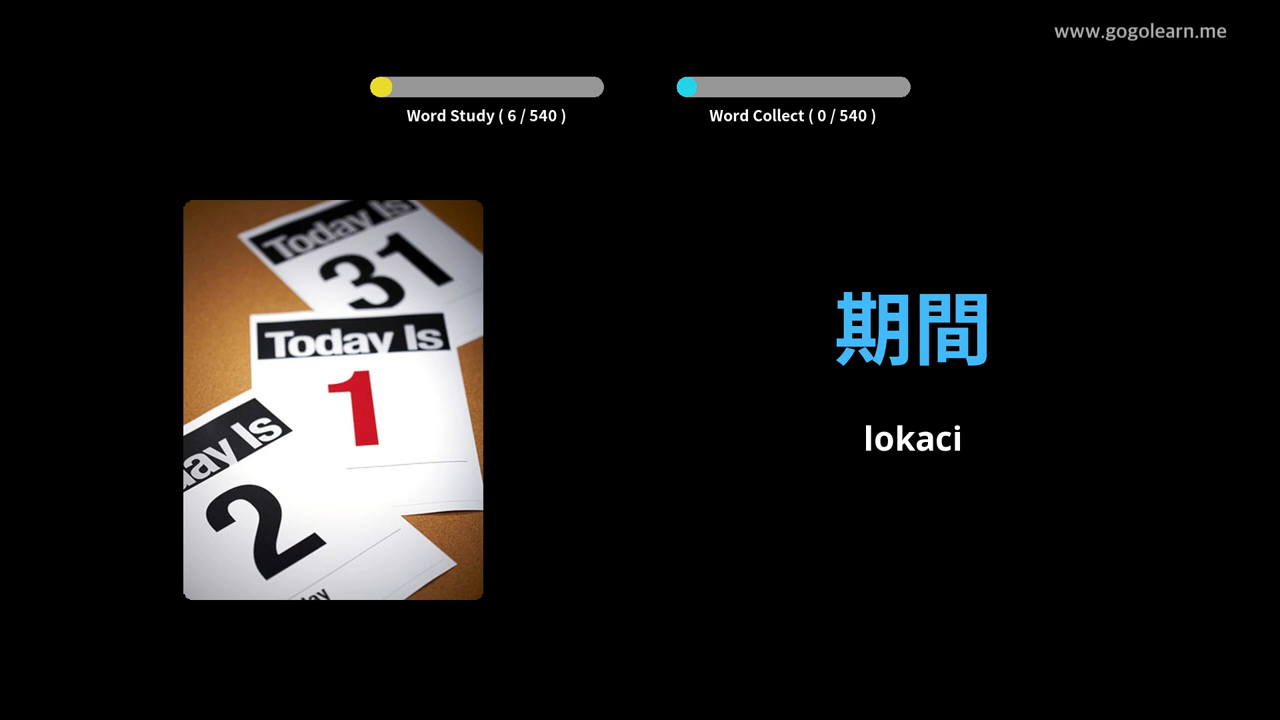 www.gogolearn.me
Word Study ( 6 / 540 )
Word Collect ( 0 / 540 )
Today Is
31
Today Is
1
ay Is
2
期間
lokaci